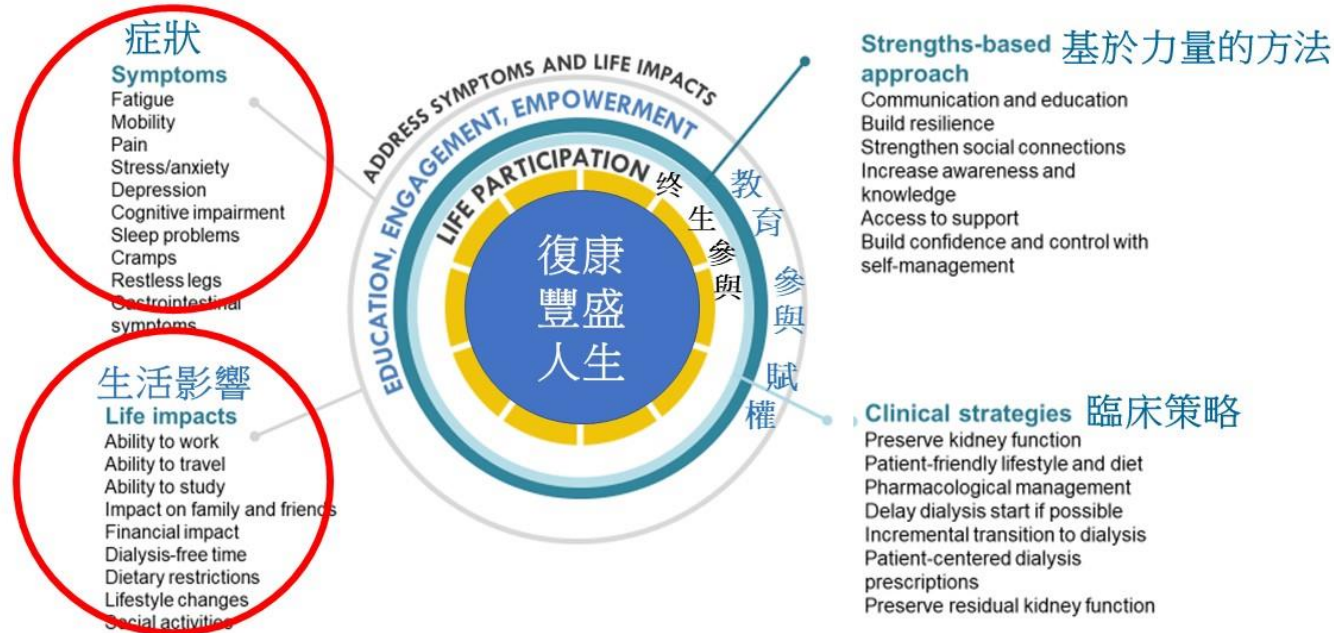 症狀
Symptoms
Fatigue
Mobility
Pain
Stress/anxiety
Depression
Cognitive impairment
Sleep problems
Cramps
Restless legs
Gastrointestinal
symptoms
生活影響
Life impacts
Ability to work
Ability to travel
Ability to study
Impact on family and friends
Financial impact
Dialysis-free time
Dietary restrictions
Lifestyle changes
Social activities
ADDRESS SYMPTOMS AND LIFE IMPACTS
EDUCATION, ENGAGEMENT, EMPOWERMENT
LIFE PARTICIPATION
终生參與
教育 參與 賦權
復康
豐盛
人生
Strengths-based 基於力量的方法
approach
Communication and education
Build resilience
Strengthen social connections
Increase awareness and
knowledge
Access to support
Build confidence and control with
self-management
Clinical strategies 臨床策略
Preserve kidney function
Patient-friendly lifestyle and diet
Pharmacological management
Delay dialysis start if possible
Incremental transition to dialysis
Patient-centered dialysis
prescriptions
Preserve residual kidney function